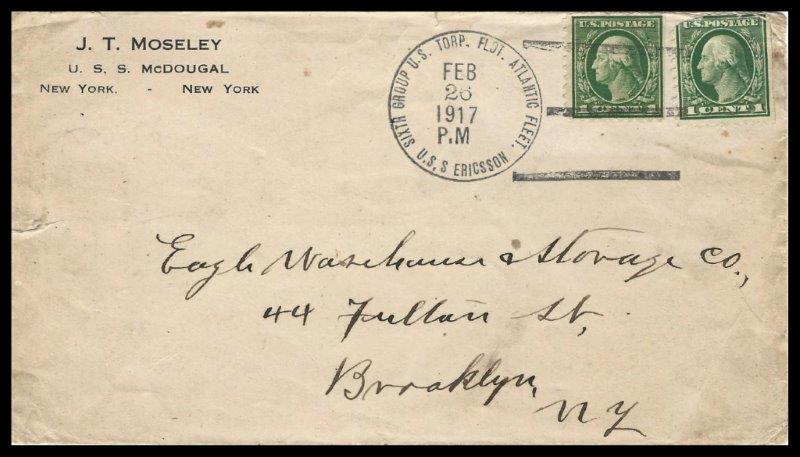 J. T. MOSELEY
U. S. S. MCDOUGAL
NEW YORK. - NEW YORK
SIXTH GROUP U.S. TORP. FLOT. ATLANTIC FLEET.
U.S.S ERICSSON
FEB
26
1917
P.M
U.S. POSTAGE
1 CENT 1
U.S. POSTAGE
1 CENT 1
Eagle Warehouse & Storage Co.,
44 Fulton St,
Brooklyn,
NY